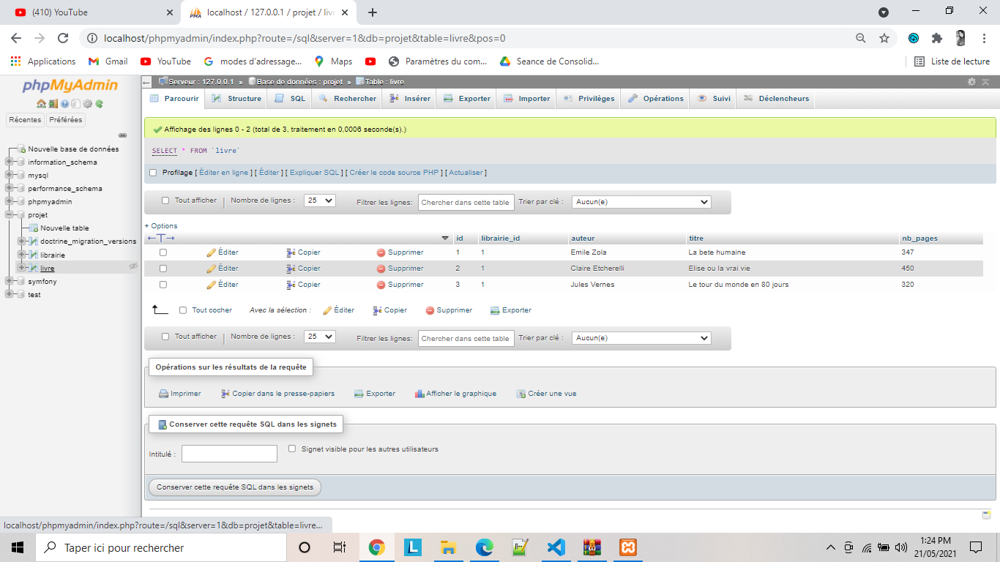 (410) YouTube
localhost / 127.0.0.1 / projet / livr
localhost/phpmyadmin/index.php?route=/sql&server=1&db=projet&table=livre&pos=0
Applications
Gmail
YouTube
modes d'adressage...
Maps
Paramètres du com...
Seance de Consolid...
Liste de lecture
phpMyAdmin
Récentes
Préférées
Nouvelle base de données
information_schema
mysql
performance_schema
phpmyadmin
projet
Nouvelle table
doctrine_migration_versions
librairie
livre
symfony
test
Serveur : 127.0.0.1 » Base de données : projet » Table : livre
Parcourir
Structure
SQL
Rechercher
Insérer
Exporter
Importer
Privilèges
Opérations
Suivi
Déclencheurs
Affichage des lignes 0 - 2 (total de 3, traitement en 0,0006 seconde(s).)
SELECT * FROM `livre`
Profilage [ Éditer en ligne ] [ Éditer ] [ Expliquer SQL ] [ Créer le code source PHP ] [ Actualiser ]
Tout afficher
Nombre de lignes :
25
Filtrer les lignes:
Chercher dans cette table
Trier par clé :
Aucun(e)
+ Options
id librairie_id auteur titre nb_pages
Éditer Copier Supprimer 1 1 Emile Zola La bete humaine 347
Éditer Copier Supprimer 2 1 Claire Etcherelli Elise ou la vrai vie 450
Éditer Copier Supprimer 3 1 Jules Vernes Le tour du monde en 80 jours 320
Tout cocher Avec la sélection : Éditer Copier Supprimer Exporter
Tout afficher
Nombre de lignes :
25
Filtrer les lignes:
Chercher dans cette table
Trier par clé :
Aucun(e)
Opérations sur les résultats de la requête
Imprimer
Copier dans le presse-papiers
Exporter
Afficher le graphique
Créer une vue
Conserver cette requête SQL dans les signets
Intitulé :
Signet visible pour les autres utilisateurs
Conserver cette requête SQL dans les signets
localhost/phpmyadmin/index.php?route=/sql&server=1&db=projet&table=livre...
Taper ici pour rechercher
1:24 PM
21/05/2021